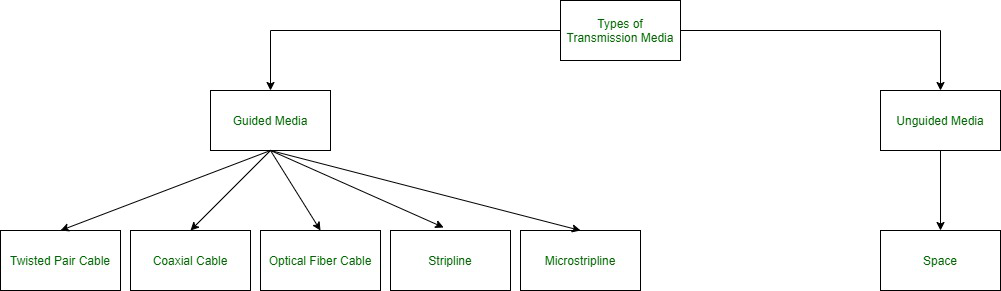 Types of
Transmission Media
Guided Media
Unguided Media
Twisted Pair Cable
Coaxial Cable
Optical Fiber Cable
Stripline
Microstripline
Space